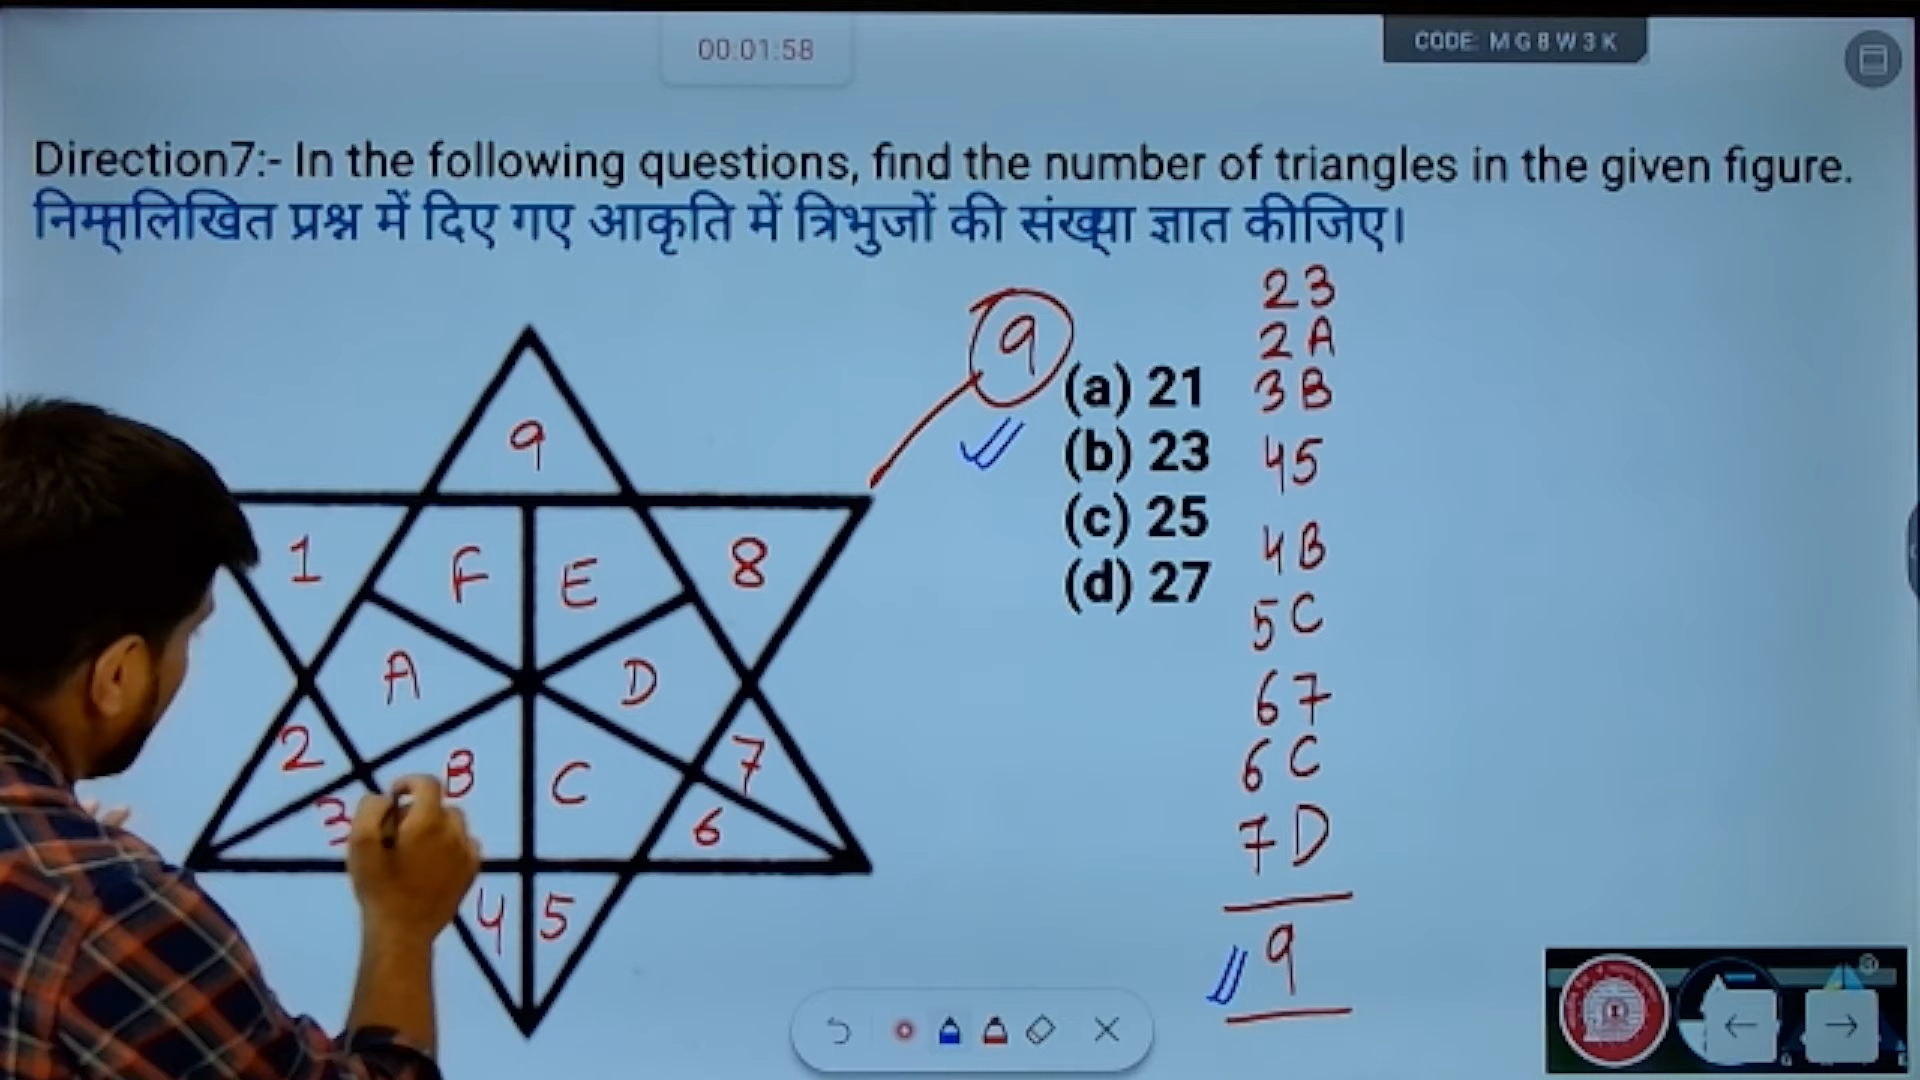 00:01:58
CODE: MG8W3K
Direction7:- In the following questions, find the number of triangles in the given figure.
निम्नलिखित प्रश्न में दिए गए आकृति में त्रिभुजों की संख्या ज्ञात कीजिए।
9
9
1
F
E
8
A
D
2
B
C
7
3
6
4
5
(a) 21
(b) 23
(c) 25
(d) 27
23
2A
3B
45
4B
5C
67
6C
7D
9